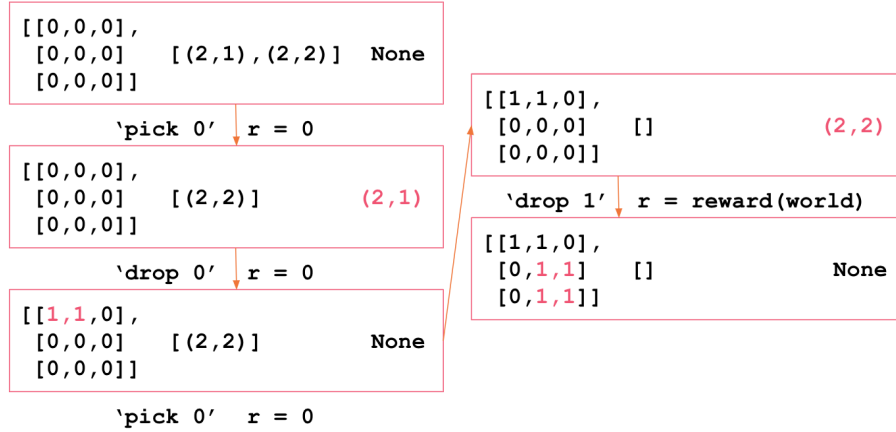 [[0,0,0],
[0,0,0] [(2,1),(2,2)] None
[0,0,0]]
‘pick 0’ r = 0
[[0,0,0],
[0,0,0] [(2,2)] (2,1)
[0,0,0]]
‘drop 0’ r = 0
[[1,1,0],
[0,0,0] [(2,2)] None
[0,0,0]]
‘pick 0’ r = 0
[[1,1,0],
[0,0,0] [] (2,2)
[0,0,0]]
‘drop 1’ r = reward(world)
[[1,1,0],
[0,1,1] [] None
[0,1,1]]